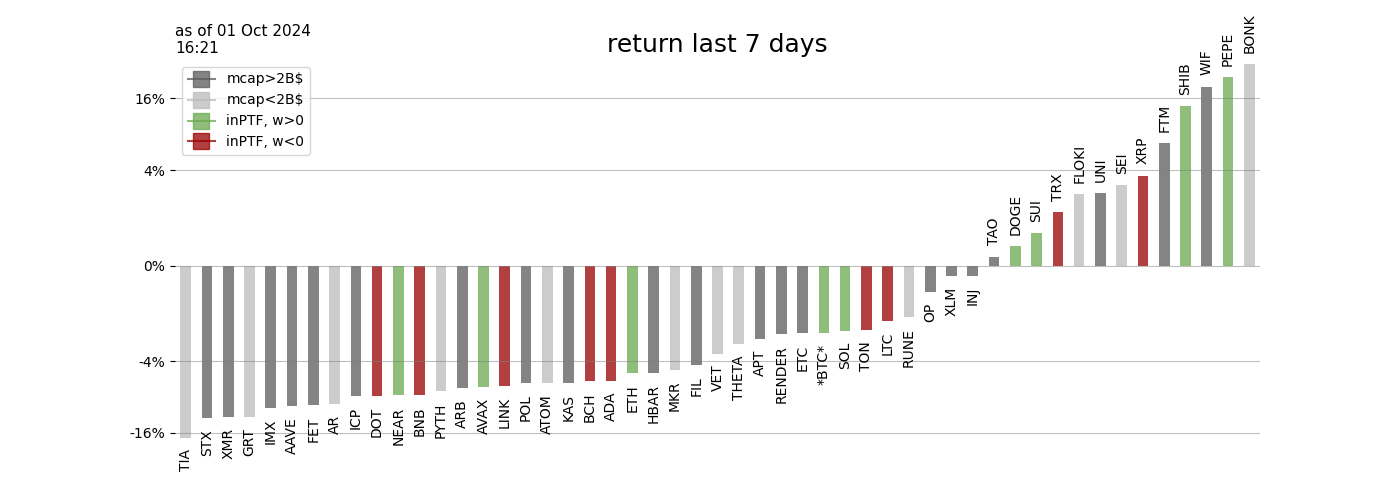 as of 01 Oct 2024
16:21
return last 7 days
mcap>2B$
mcap<2B$
inPTF, w>0
inPTF, w<0
16%
4%
0%
-4%
-16%
TIA
STX
XMR
GRT
IMX
AAVE
FET
AR
ICP
DOT
NEAR
BNB
PYTH
ARB
AVAX
LINK
POL
ATOM
KAS
BCH
ADA
ETH
HBAR
MKR
FIL
VET
THETA
APT
RENDER
ETC
*BTC*
SOL
TON
LTC
RUNE
OP
XLM
INJ
TAO
DOGE
SUI
TRX
FLOKI
UNI
SEI
XRP
FTM
SHIB
WIF
PEPE
BONK